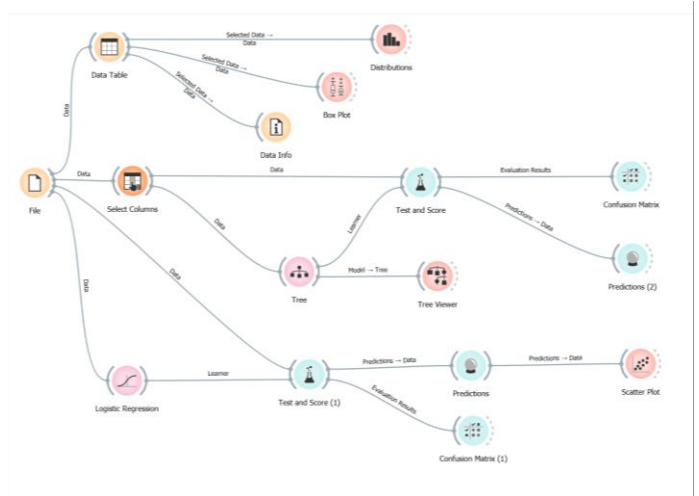 Selected Data → Data
Distributions
Data Table
Selected Data → Data
Box Plot
Selected Data → Data
Data Info
Data
File
Data
Select Columns
Data
Test and Score
Evaluation Results
Confusion Matrix
Predictions → Data
Predictions (2)
Data
Learner
Tree
Model → Tree
Tree Viewer
Data
Data
Logistic Regression
Learner
Test and Score (1)
Predictions → Data
Predictions
Predictions → Data
Scatter Plot
Evaluation Results
Confusion Matrix (1)